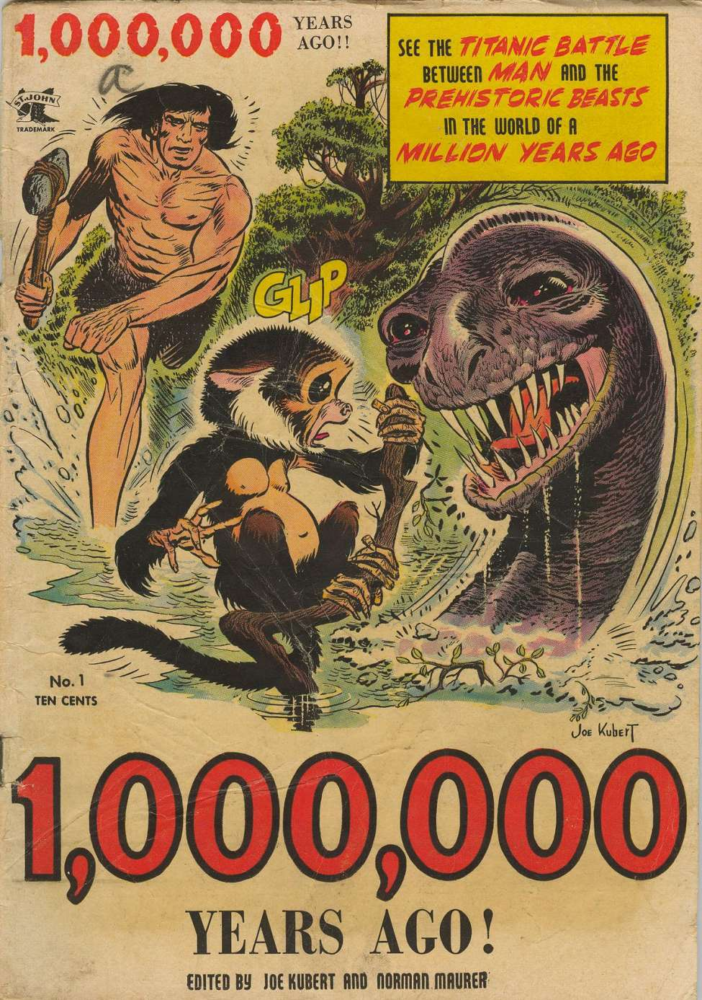 1,000,000
YEARS
AGO!!
a
ST. JOHN
TRADEMARK
SEE THE TITANIC BATTLE
BETWEEN MAN AND THE
PREHISTORIC BEASTS
IN THE WORLD OF A
MILLION YEARS AGO
GLIP
No. 1
TEN CENTS
JOE KUBERT
1,000,000
YEARS AGO!
EDITED BY JOE KUBERT AND NORMAN MAURER